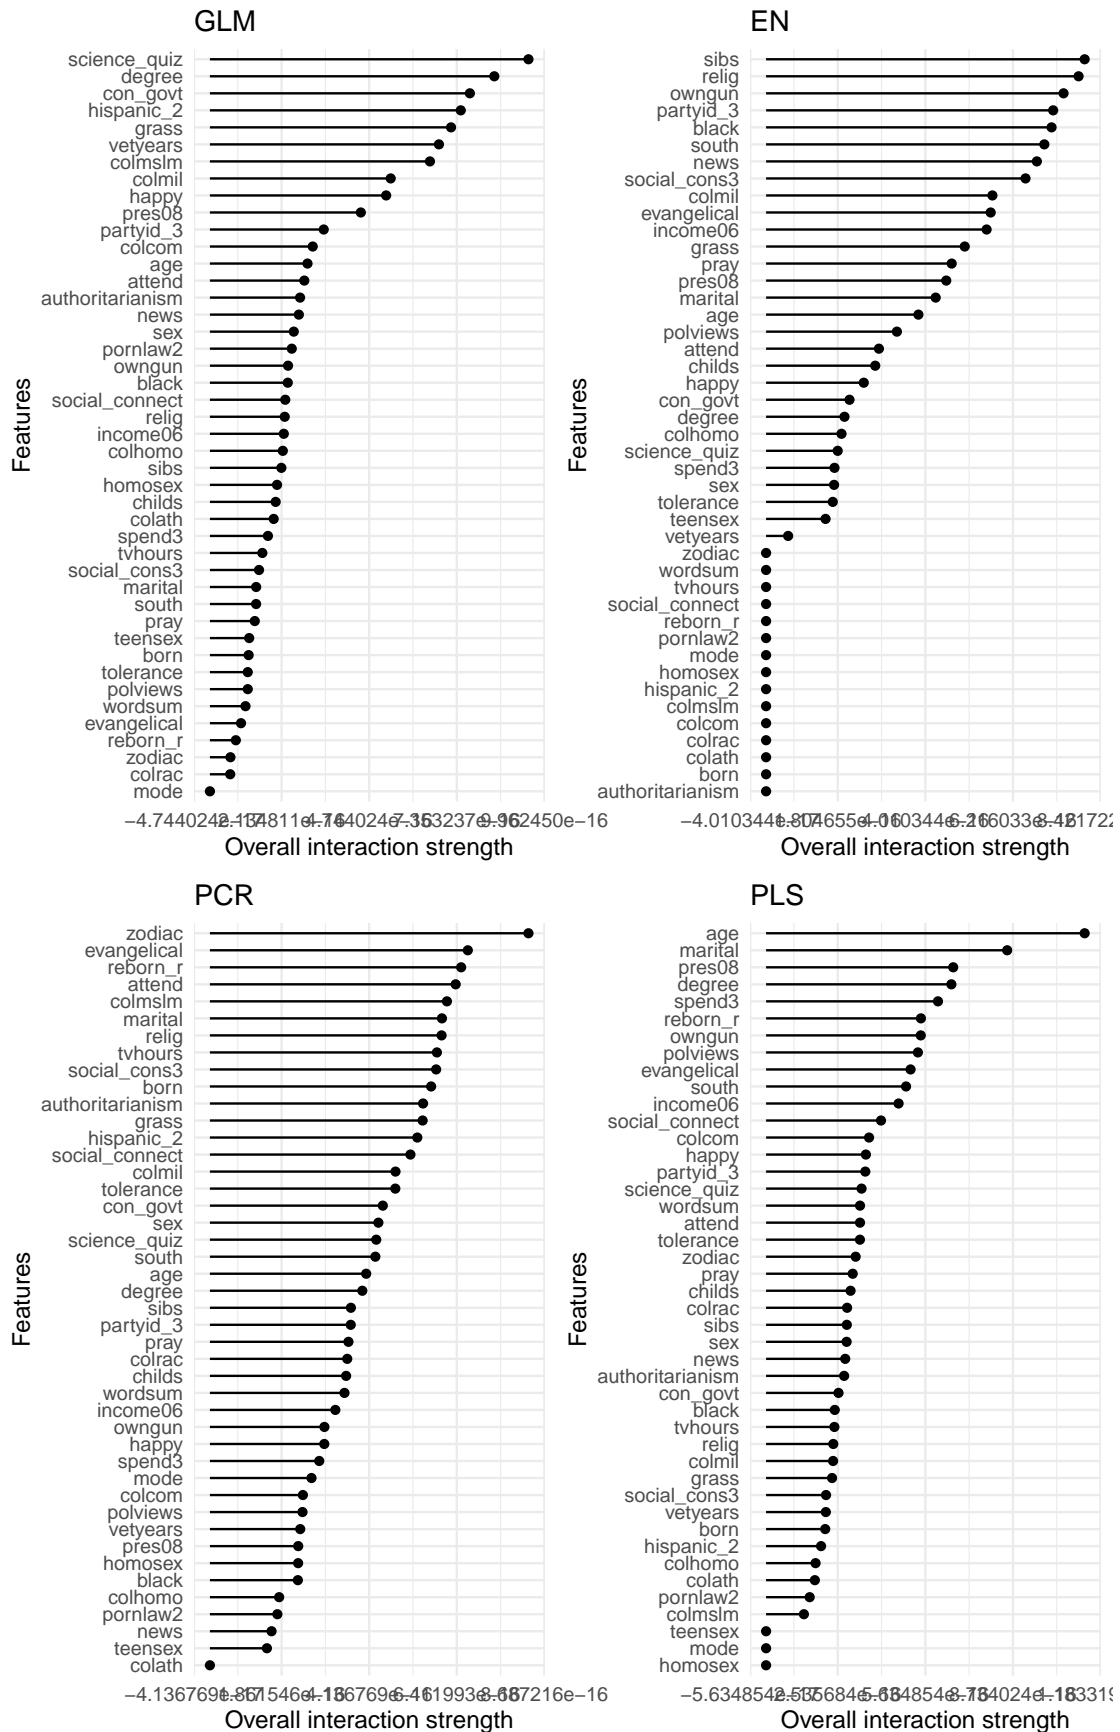 GLM
science_quiz
degree
con_govt
hispanic_2
grass
vetyears
colmslm
colmil
happy
pres08
partyid_3
colcom
age
attend
authoritarianism
news
sex
pornlaw2
owngun
black
social_connect
relig
income06
colhomo
sibs
homosex
childs
colath
spend3
tvhours
social_cons3
marital
south
pray
teensex
born
tolerance
polviews
wordsum
evangelical
reborn_r
zodiac
colrac
mode
Features
Overall interaction strength
EN
sibs
relig
owngun
partyid_3
black
south
news
social_cons3
colmil
evangelical
income06
grass
pray
pres08
marital
age
polviews
attend
childs
happy
con_govt
degree
colhomo
science_quiz
spend3
sex
tolerance
teensex
vetyears
zodiac
wordsum
tvhours
social_connect
reborn_r
pornlaw2
mode
homosex
hispanic_2
colmslm
colcom
colrac
colath
born
authoritarianism
Features
Overall interaction strength
PCR
zodiac
evangelical
reborn_r
attend
colmslm
marital
relig
tvhours
social_cons3
born
authoritarianism
grass
hispanic_2
social_connect
colmil
tolerance
con_govt
sex
science_quiz
south
age
degree
sibs
partyid_3
pray
colrac
childs
wordsum
income06
owngun
happy
spend3
mode
colcom
polviews
vetyears
pres08
homosex
black
colhomo
pornlaw2
news
teensex
colath
Features
Overall interaction strength
PLS
age
marital
pres08
degree
spend3
reborn_r
owngun
polviews
evangelical
south
income06
social_connect
colcom
happy
partyid_3
science_quiz
wordsum
attend
tolerance
zodiac
pray
childs
colrac
sibs
sex
news
authoritarianism
con_govt
black
tvhours
relig
colmil
grass
social_cons3
vetyears
born
hispanic_2
colhomo
colath
pornlaw2
colmslm
teensex
mode
homosex
Features
Overall interaction strength